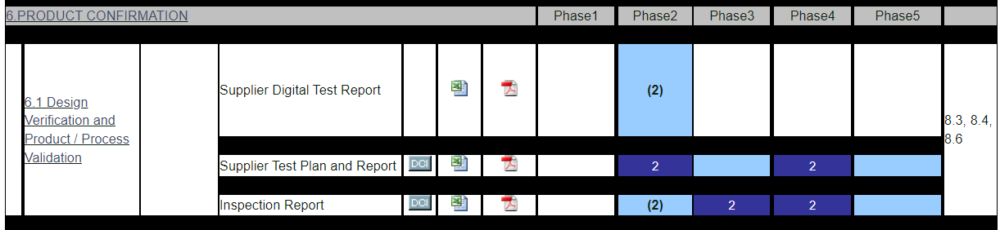 6.PRODUCT CONFIRMATION Phase1 Phase2 Phase3 Phase4 Phase5
Supplier Digital Test Report (2)
6.1 Design
Verification and
Product / Process
Validation
8.3, 8.4,
8.6
Supplier Test Plan and Report DCI 2 2
Inspection Report DCI (2) 2 2